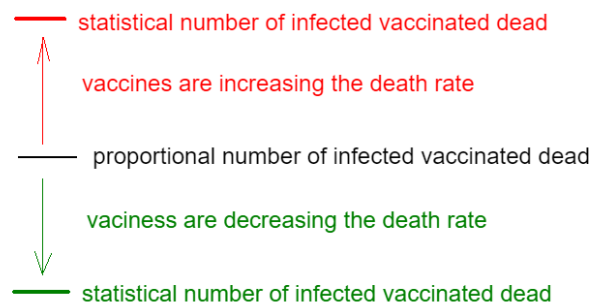 statistical number of infected vaccinated dead
vaccines are increasing the death rate
proportional number of infected vaccinated dead
vaciness are decreasing the death rate
statistical number of infected vaccinated dead